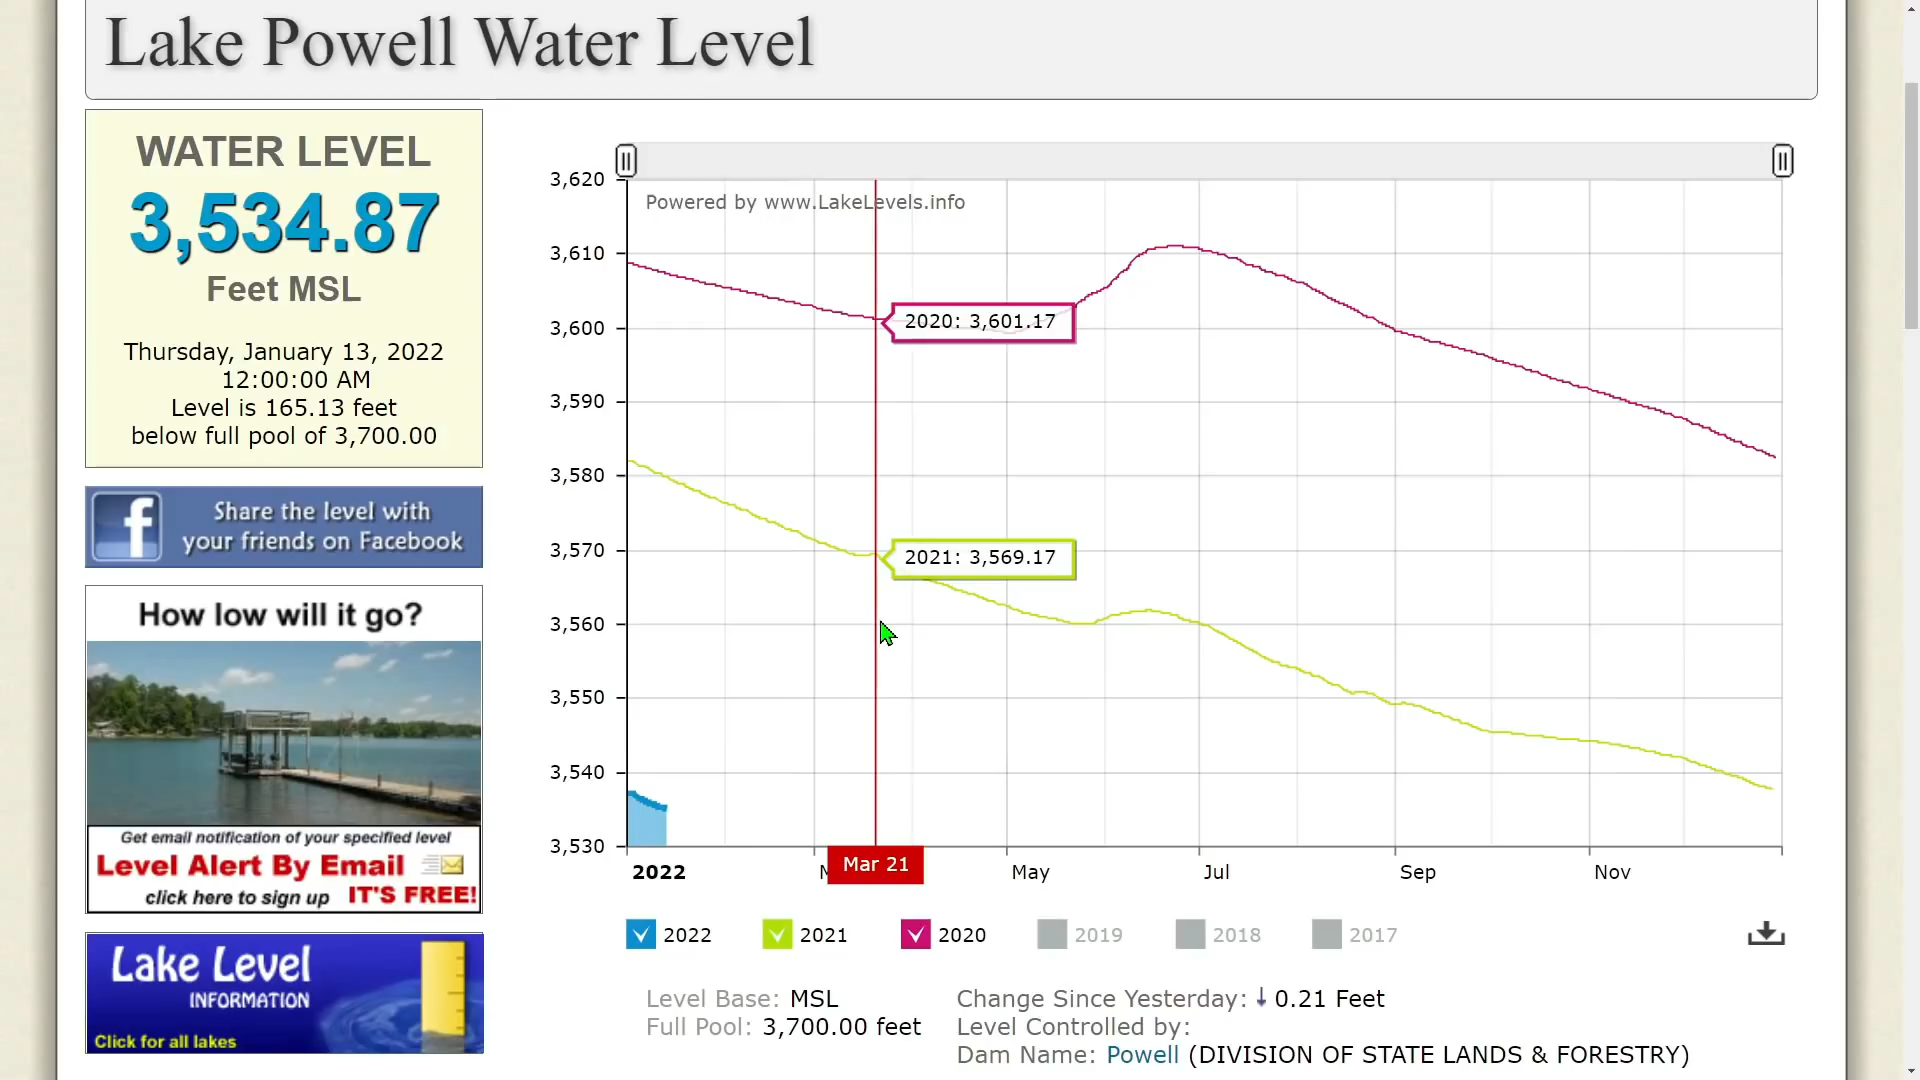 Lake Powell Water Level
WATER LEVEL
3,534.87
Feet MSL
Thursday, January 13, 2022
12:00:00 AM
Level is 165.13 feet
below full pool of 3,700.00
Share the level with
your friends on Facebook
How low will it go?
Get email notification of your specified level
Level Alert By Email
click here to sign up IT'S FREE!
Lake Level
INFORMATION
Click for all lakes
Powered by www.LakeLevels.info
3,620
3,610
3,600
3,590
3,580
3,570
3,560
3,550
3,540
3,530
2020: 3,601.17
2021: 3,569.17
2022 Mar 21 May Jul Sep Nov
2022 2021 2020 2019 2018 2017
Level Base: MSL
Full Pool: 3,700.00 feet
Change Since Yesterday: ↓ 0.21 Feet
Level Controlled by:
Dam Name: Powell (DIVISION OF STATE LANDS & FORESTRY)